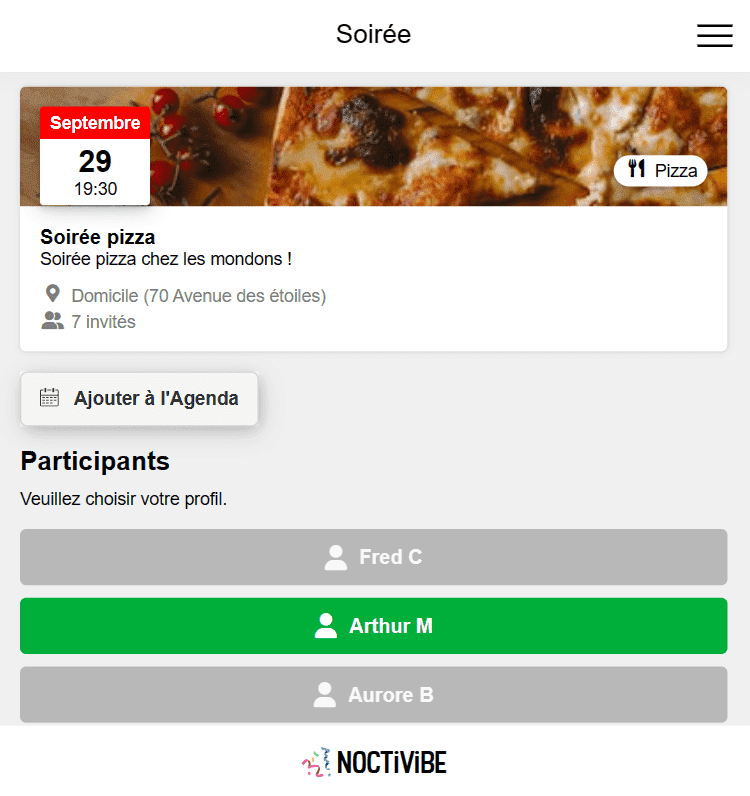 Soirée
Septembre
29
19:30
Pizza
Soirée pizza
Soirée pizza chez les mondons !
Domicile (70 Avenue des étoiles)
7 invités
Ajouter à l'Agenda
Participants
Veuillez choisir votre profil.
Fred C
Arthur M
Aurore B
NOCTiViBE